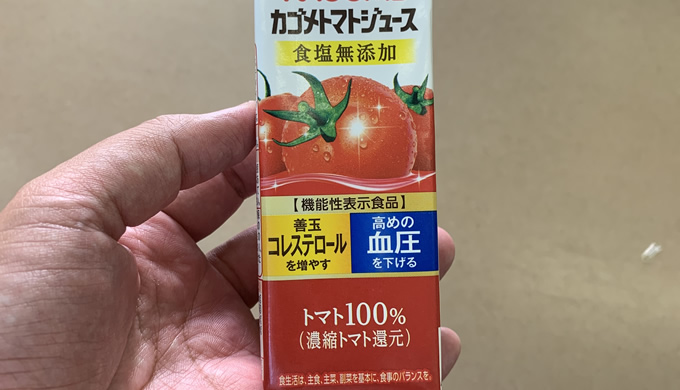 カゴメトマトジュース
食塩無添加
【機能性表示食品】
善玉
コレステロール
を増やす
高めの
血圧
を下げる
トマト100%
(濃縮トマト還元)
食生活は、主食、主菜、副菜を基本に、食事のバランスを。